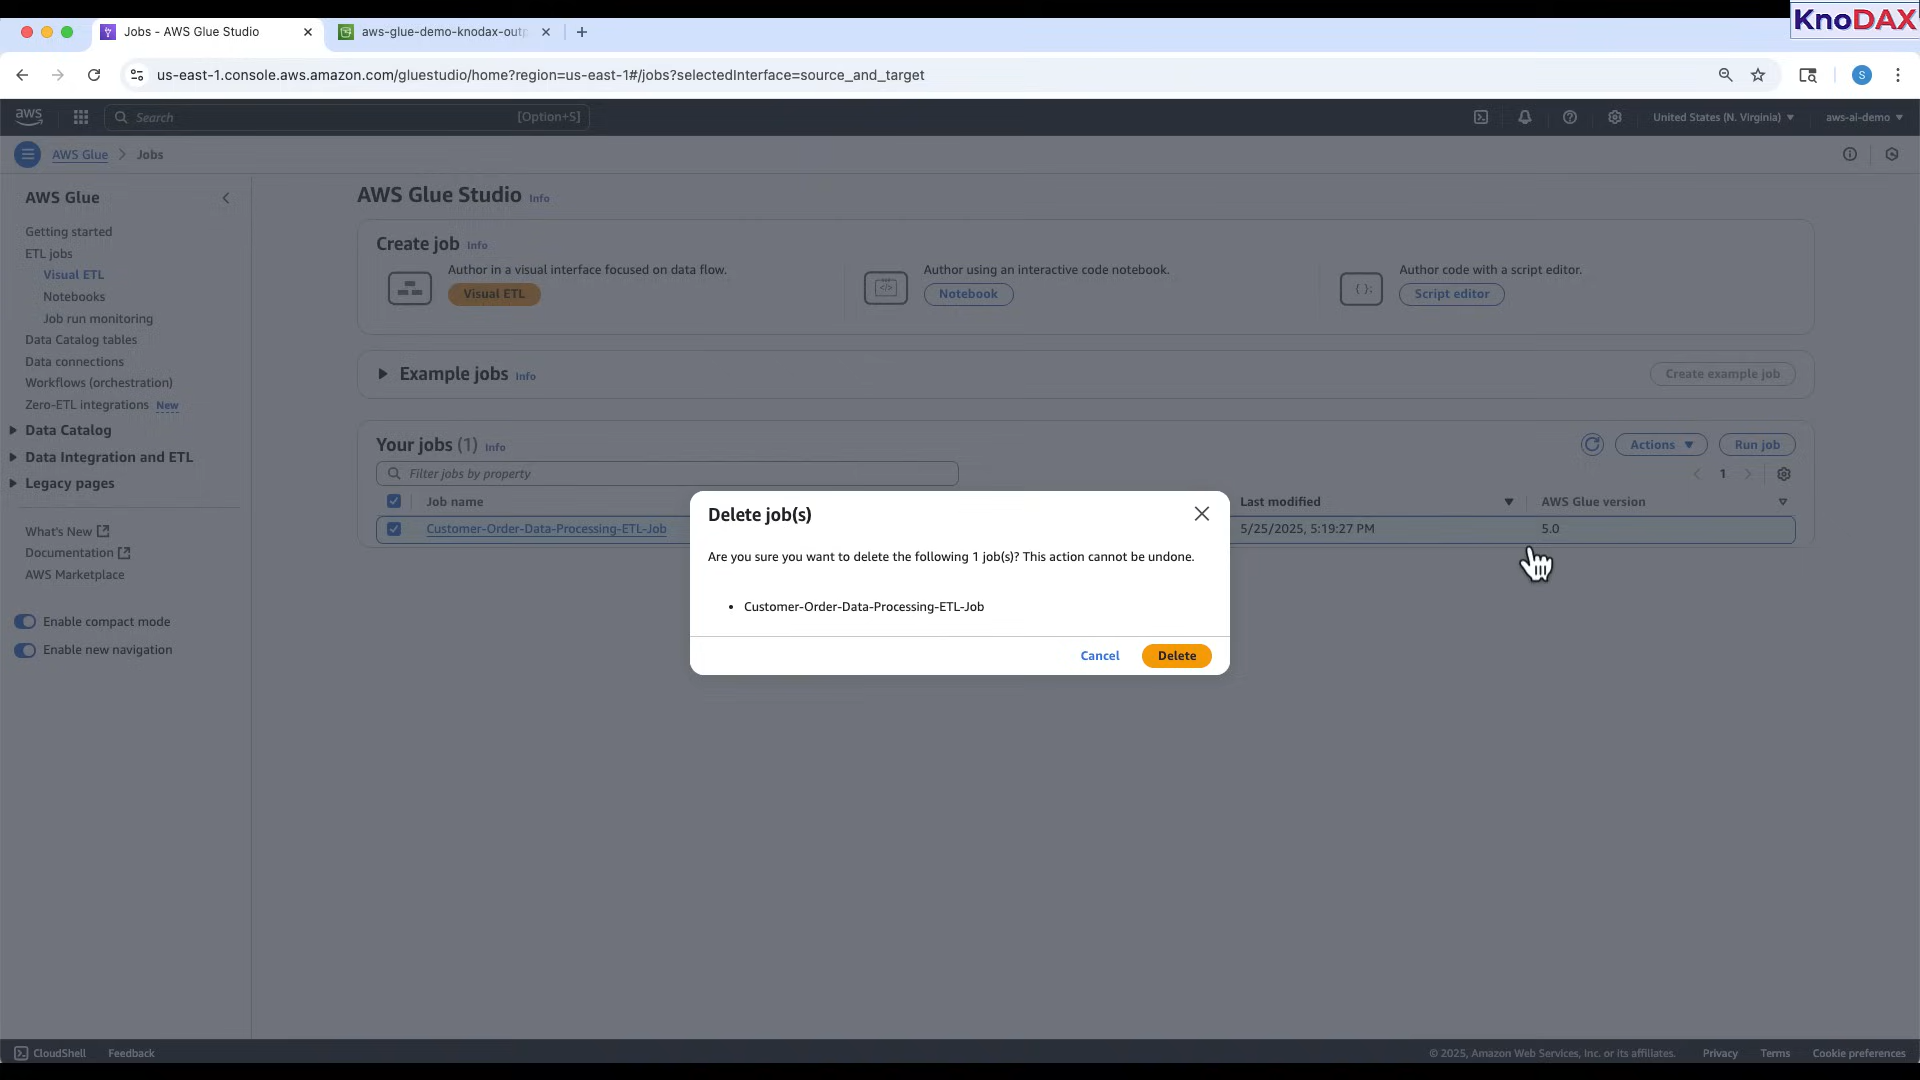 KnoDAX
Jobs - AWS Glue Studio
aws-glue-demo-knodax-outp
us-east-1.console.aws.amazon.com/gluestudio/home?region=us-east-1#/jobs?selectedInterface=source_and_target
S
aws
Search
[Option+S]
United States (N. Virginia)
aws-ai-demo
AWS Glue
Jobs
AWS Glue
Getting started
ETL jobs
Visual ETL
Notebooks
Job run monitoring
Data Catalog tables
Data connections
Workflows (orchestration)
Zero-ETL integrations New
Data Catalog
Data Integration and ETL
Legacy pages
What's New
Documentation
AWS Marketplace
Enable compact mode
Enable new navigation
AWS Glue Studio Info
Create job Info
Author in a visual interface focused on data flow.
Visual ETL
Author using an interactive code notebook.
Notebook
Author code with a script editor.
Script editor
Example jobs Info
Create example job
Your jobs (1) Info
Actions
Run job
Filter jobs by property
1
Job name
Last modified
AWS Glue version
Customer-Order-Data-Processing-ETL-Job
5/25/2025, 5:19:27 PM
5.0
Delete job(s)
Are you sure you want to delete the following 1 job(s)? This action cannot be undone.
• Customer-Order-Data-Processing-ETL-Job
Cancel
Delete
CloudShell
Feedback
© 2025, Amazon Web Services, Inc. or its affiliates.
Privacy
Terms
Cookie preferences